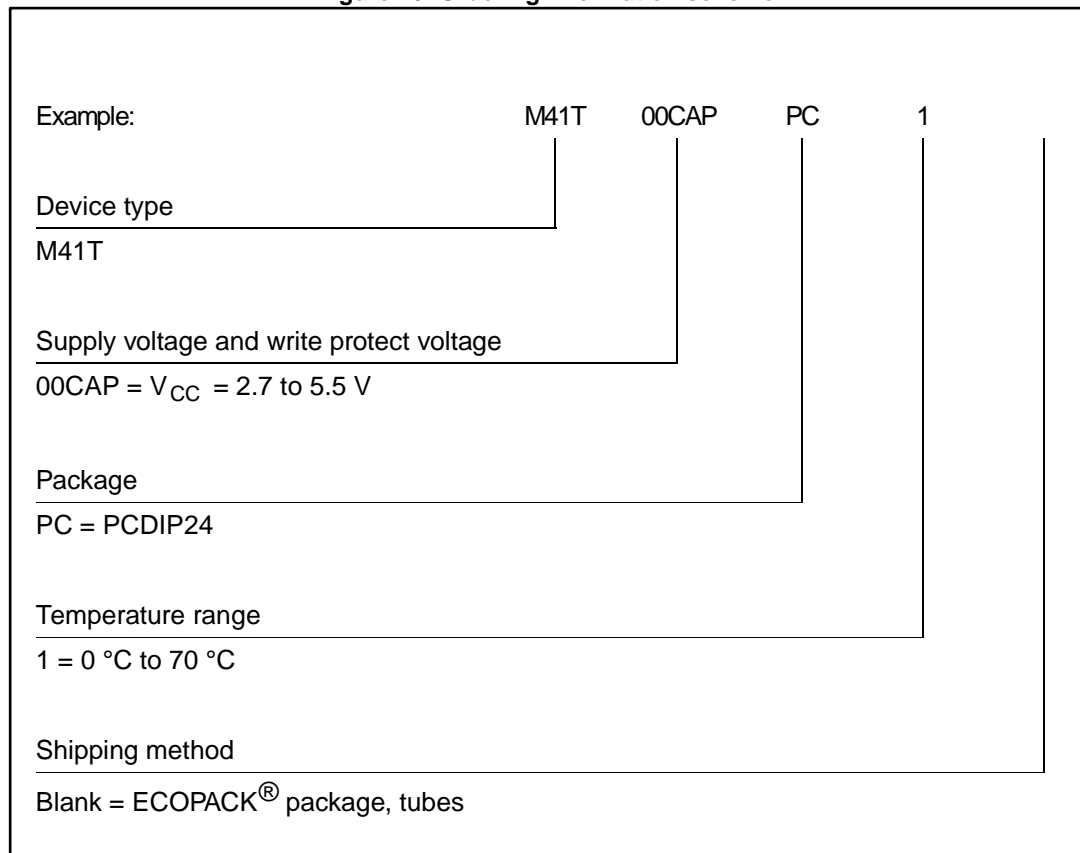 Example: M41T 00CAP PC 1
Device type
M41T
Supply voltage and write protect voltage
00CAP = VCC = 2.7 to 5.5 V
Package
PC = PCDIP24
Temperature range
1 = 0 °C to 70 °C
Shipping method
Blank = ECOPACK® package, tubes